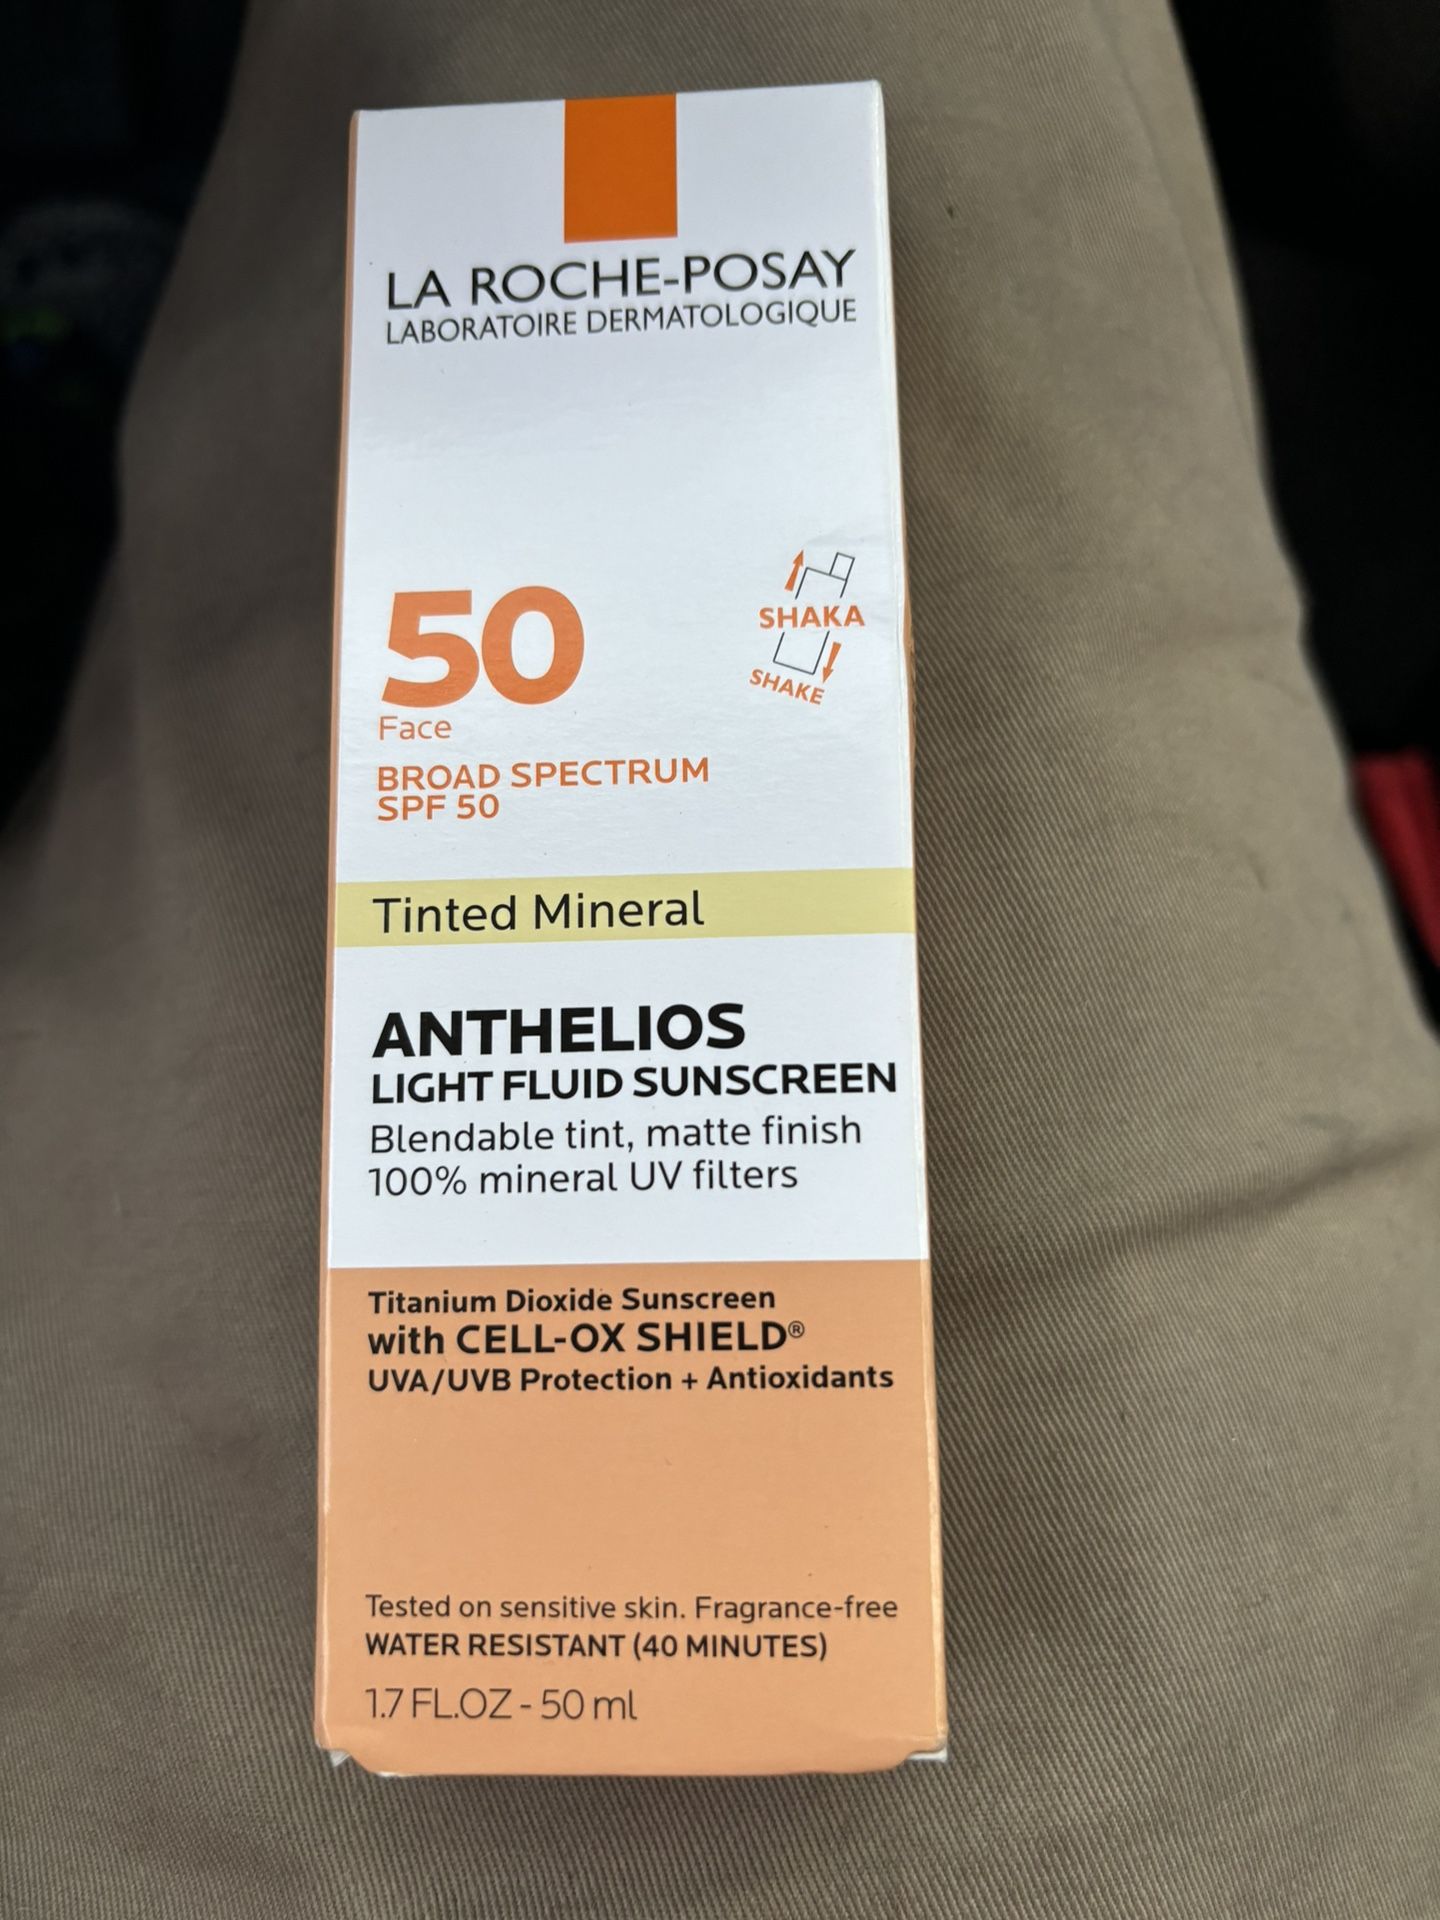 LA ROCHE-POSAY
LABORATOIRE DERMATOLOGIQUE
50
Face
BROAD SPECTRUM
SPF 50
SHAKA
SHAKE
Tinted Mineral
ANTHELIOS
LIGHT FLUID SUNSCREEN
Blendable tint, matte finish
100% mineral UV filters
Titanium Dioxide Sunscreen
with CELL-OX SHIELD®
UVA/UVB Protection + Antioxidants
Tested on sensitive skin. Fragrance-free
WATER RESISTANT (40 MINUTES)
1.7 FL.OZ - 50 ml